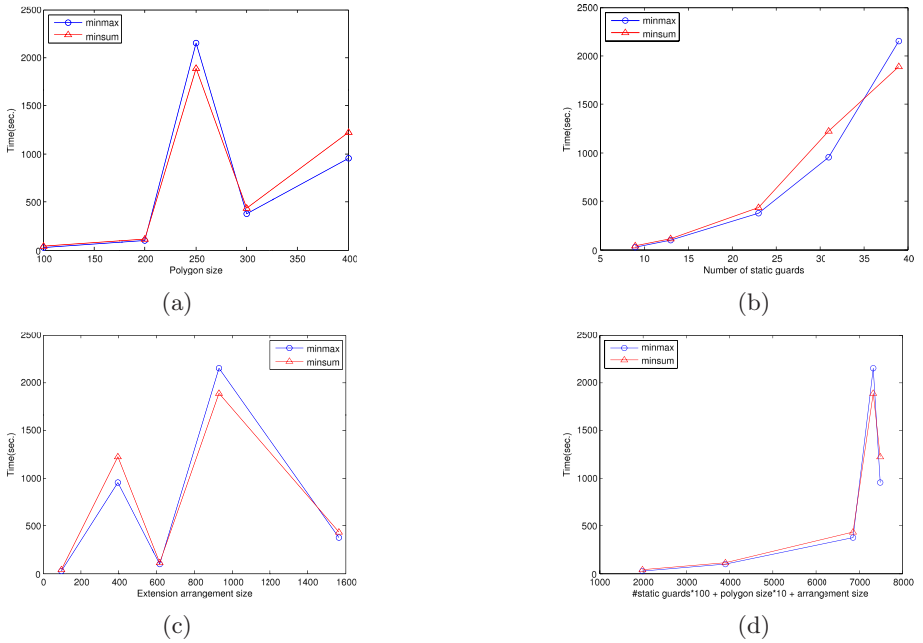 2500
2000
1500
1000
500
0
Time(sec.)
minmax
minsum
100
150
200
250
300
350
400
Polygon size
(a)
2500
2000
1500
1000
500
0
Time(sec.)
minmax
minsum
5
10
15
20
25
30
35
40
Number of static guards
(b)
2500
2000
1500
1000
500
0
Time(sec.)
minmax
minsum
0
200
400
600
800
1000
1200
1400
1600
Extension arrangement size
(c)
2500
2000
1500
1000
500
0
Time(sec.)
minmax
minsum
1000
2000
3000
4000
5000
6000
7000
8000
#static guards*100 + polygon size*10 + arrangement size
(d)